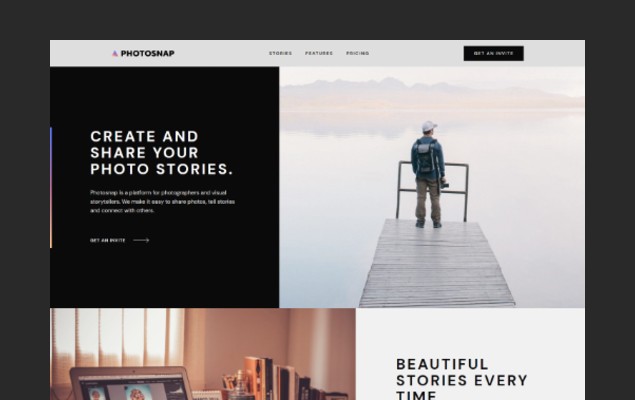 PHOTOSNAP
STORIES FEATURES PRICING
GET AN INVITE
CREATE AND
SHARE YOUR
PHOTO STORIES.
Photosnap is a platform for photographers and visual
storytellers. We make it easy to share photos, tell stories
and connect with others.
GET AN INVITE
BEAUTIFUL
STORIES EVERY
TIME